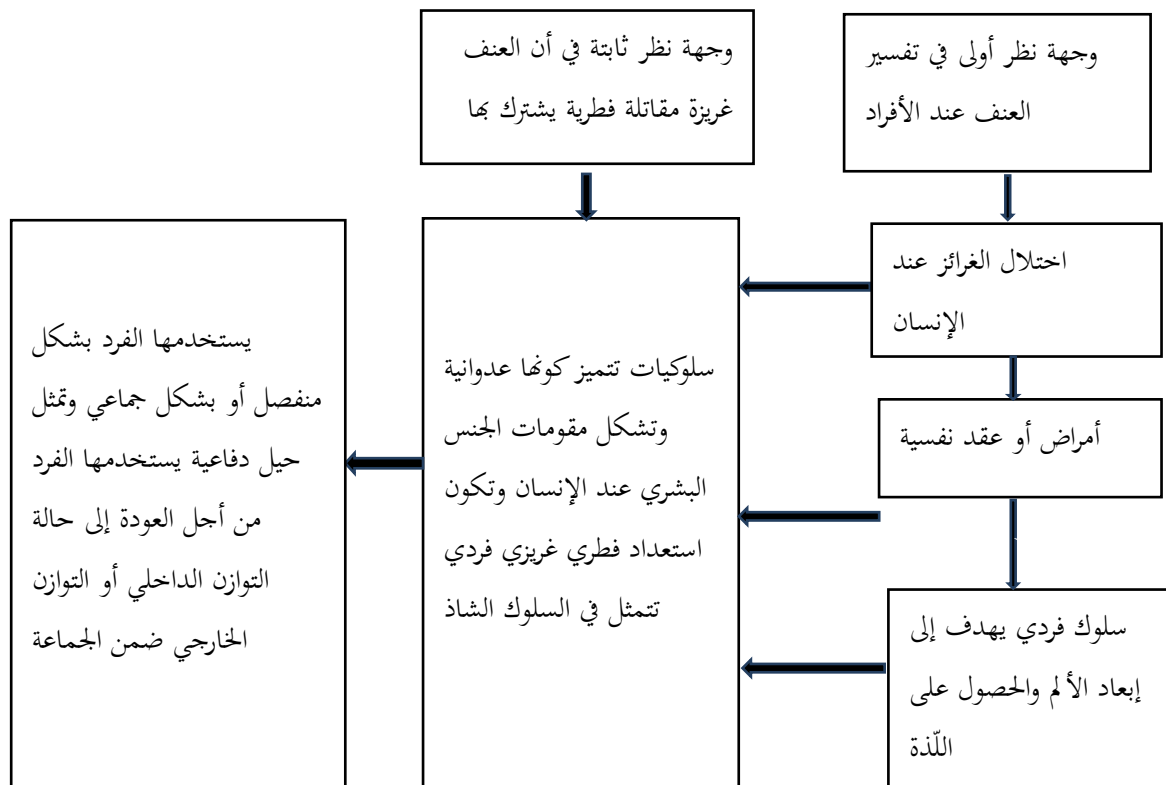 وجهة نظر أولى في تفسير
العنف عند الأفراد
وجهة نظر ثابتة في أن العنف
غريزة مقاتلة فطرية يشترك بها
اختلال الغرائز عند
الإنسان
أمراض أو عقد نفسية
سلوك فردي يهدف إلى
إبعاد الألم والحصول على
اللّذة
سلوكيات تتميز كونها عدوانية
وتشكل مقومات الجنس
البشري عند الإنسان وتكون
استعداد فطري غريزي فردي
تتمثل في السلوك الشاذ
يستخدمها الفرد بشكل
منفصل أو بشكل جماعي وتمثل
حيل دفاعية يستخدمها الفرد
من أجل العودة إلى حالة
التوازن الداخلي أو التوازن
الخارجي ضمن الجماعة